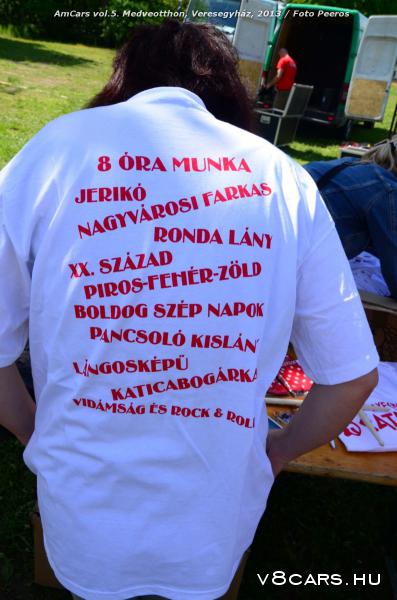 AmCars vol.5. Medveotthon, Veresegyház, 2013 / Foto Peeros
8 ÓRA MUNKA
JERIKÓ
NAGYVÁROSI FARKAS
RONDA LÁNY
XX. SZÁZAD
PIROS-FEHÉR-ZÖLD
BOLDOG SZÉP NAPOK
PANCSOLÓ KISLÁNY
LÁNGOSKÉPŰ
KATICABOGÁRKA
VIDÁMSÁG ÉS ROCK & ROLL
v8cars.hu